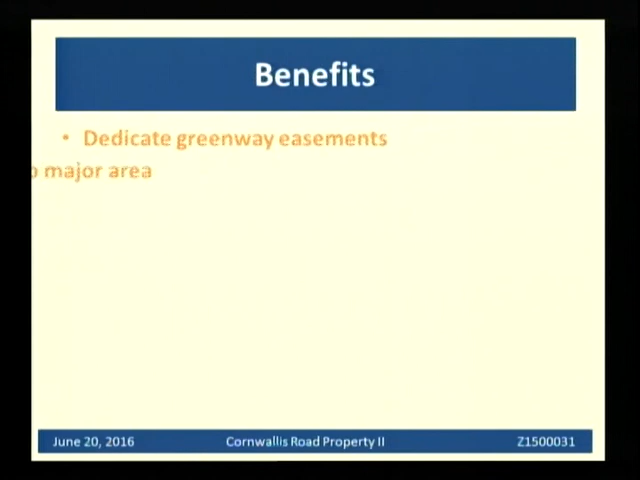 Benefits
• Dedicate greenway easements
major area
June 20, 2016 Cornwallis Road Property II Z1500031